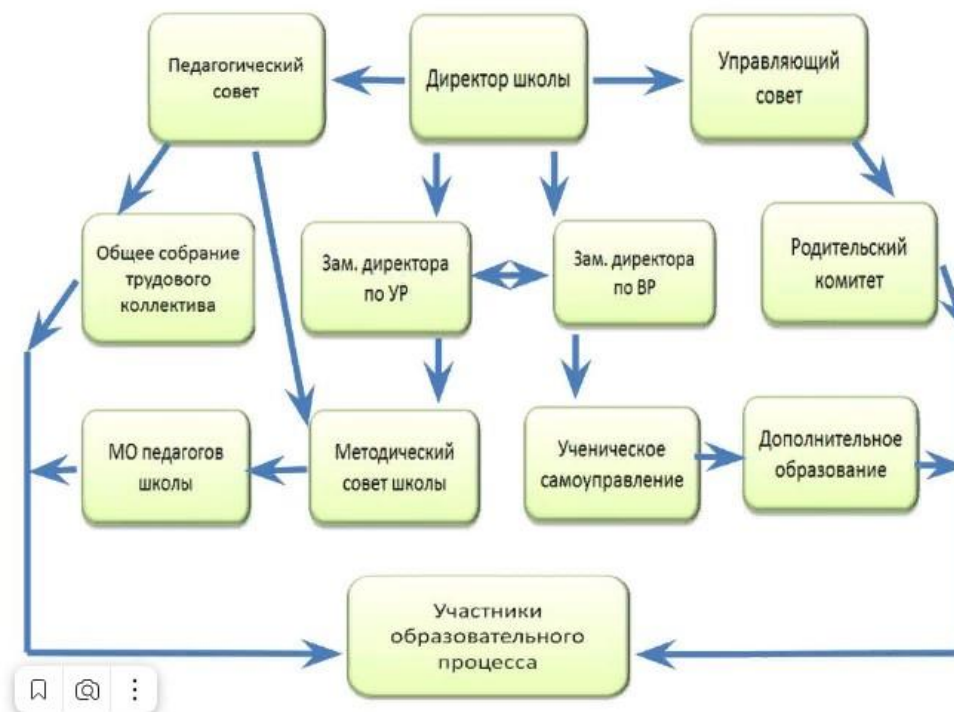 Педагогический
совет
Директор школы
Управляющий
совет
Общее собрание
трудового
коллектива
Зам. директора
по УР
Зам. директора
по ВР
Родительский
комитет
МО педагогов
школы
Методический
совет школы
Ученическое
самоуправление
Дополнительное
образование
Участники
образовательного
процесса